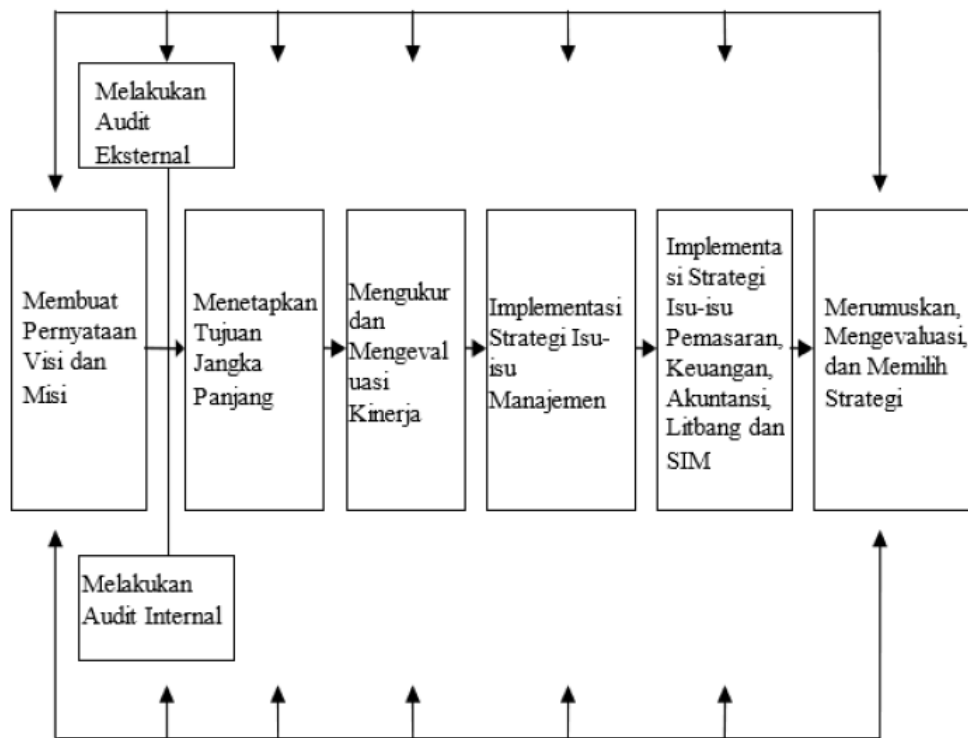 Melakukan
Audit
Eksternal
Membuat
Pernyataan
Visi dan
Misi
Menetapkan
Tujuan
Jangka
Panjang
Mengukur
dan
Mengeval
uasi
Kinerja
Implementasi
Strategi Isu-
isu
Manajemen
Implementa
si Strategi
Isu-isu
Pemasaran,
Keuangan,
Akuntansi,
Litbang dan
SIM
Merumuskan,
Mengevaluasi,
dan Memilih
Strategi
Melakukan
Audit Internal